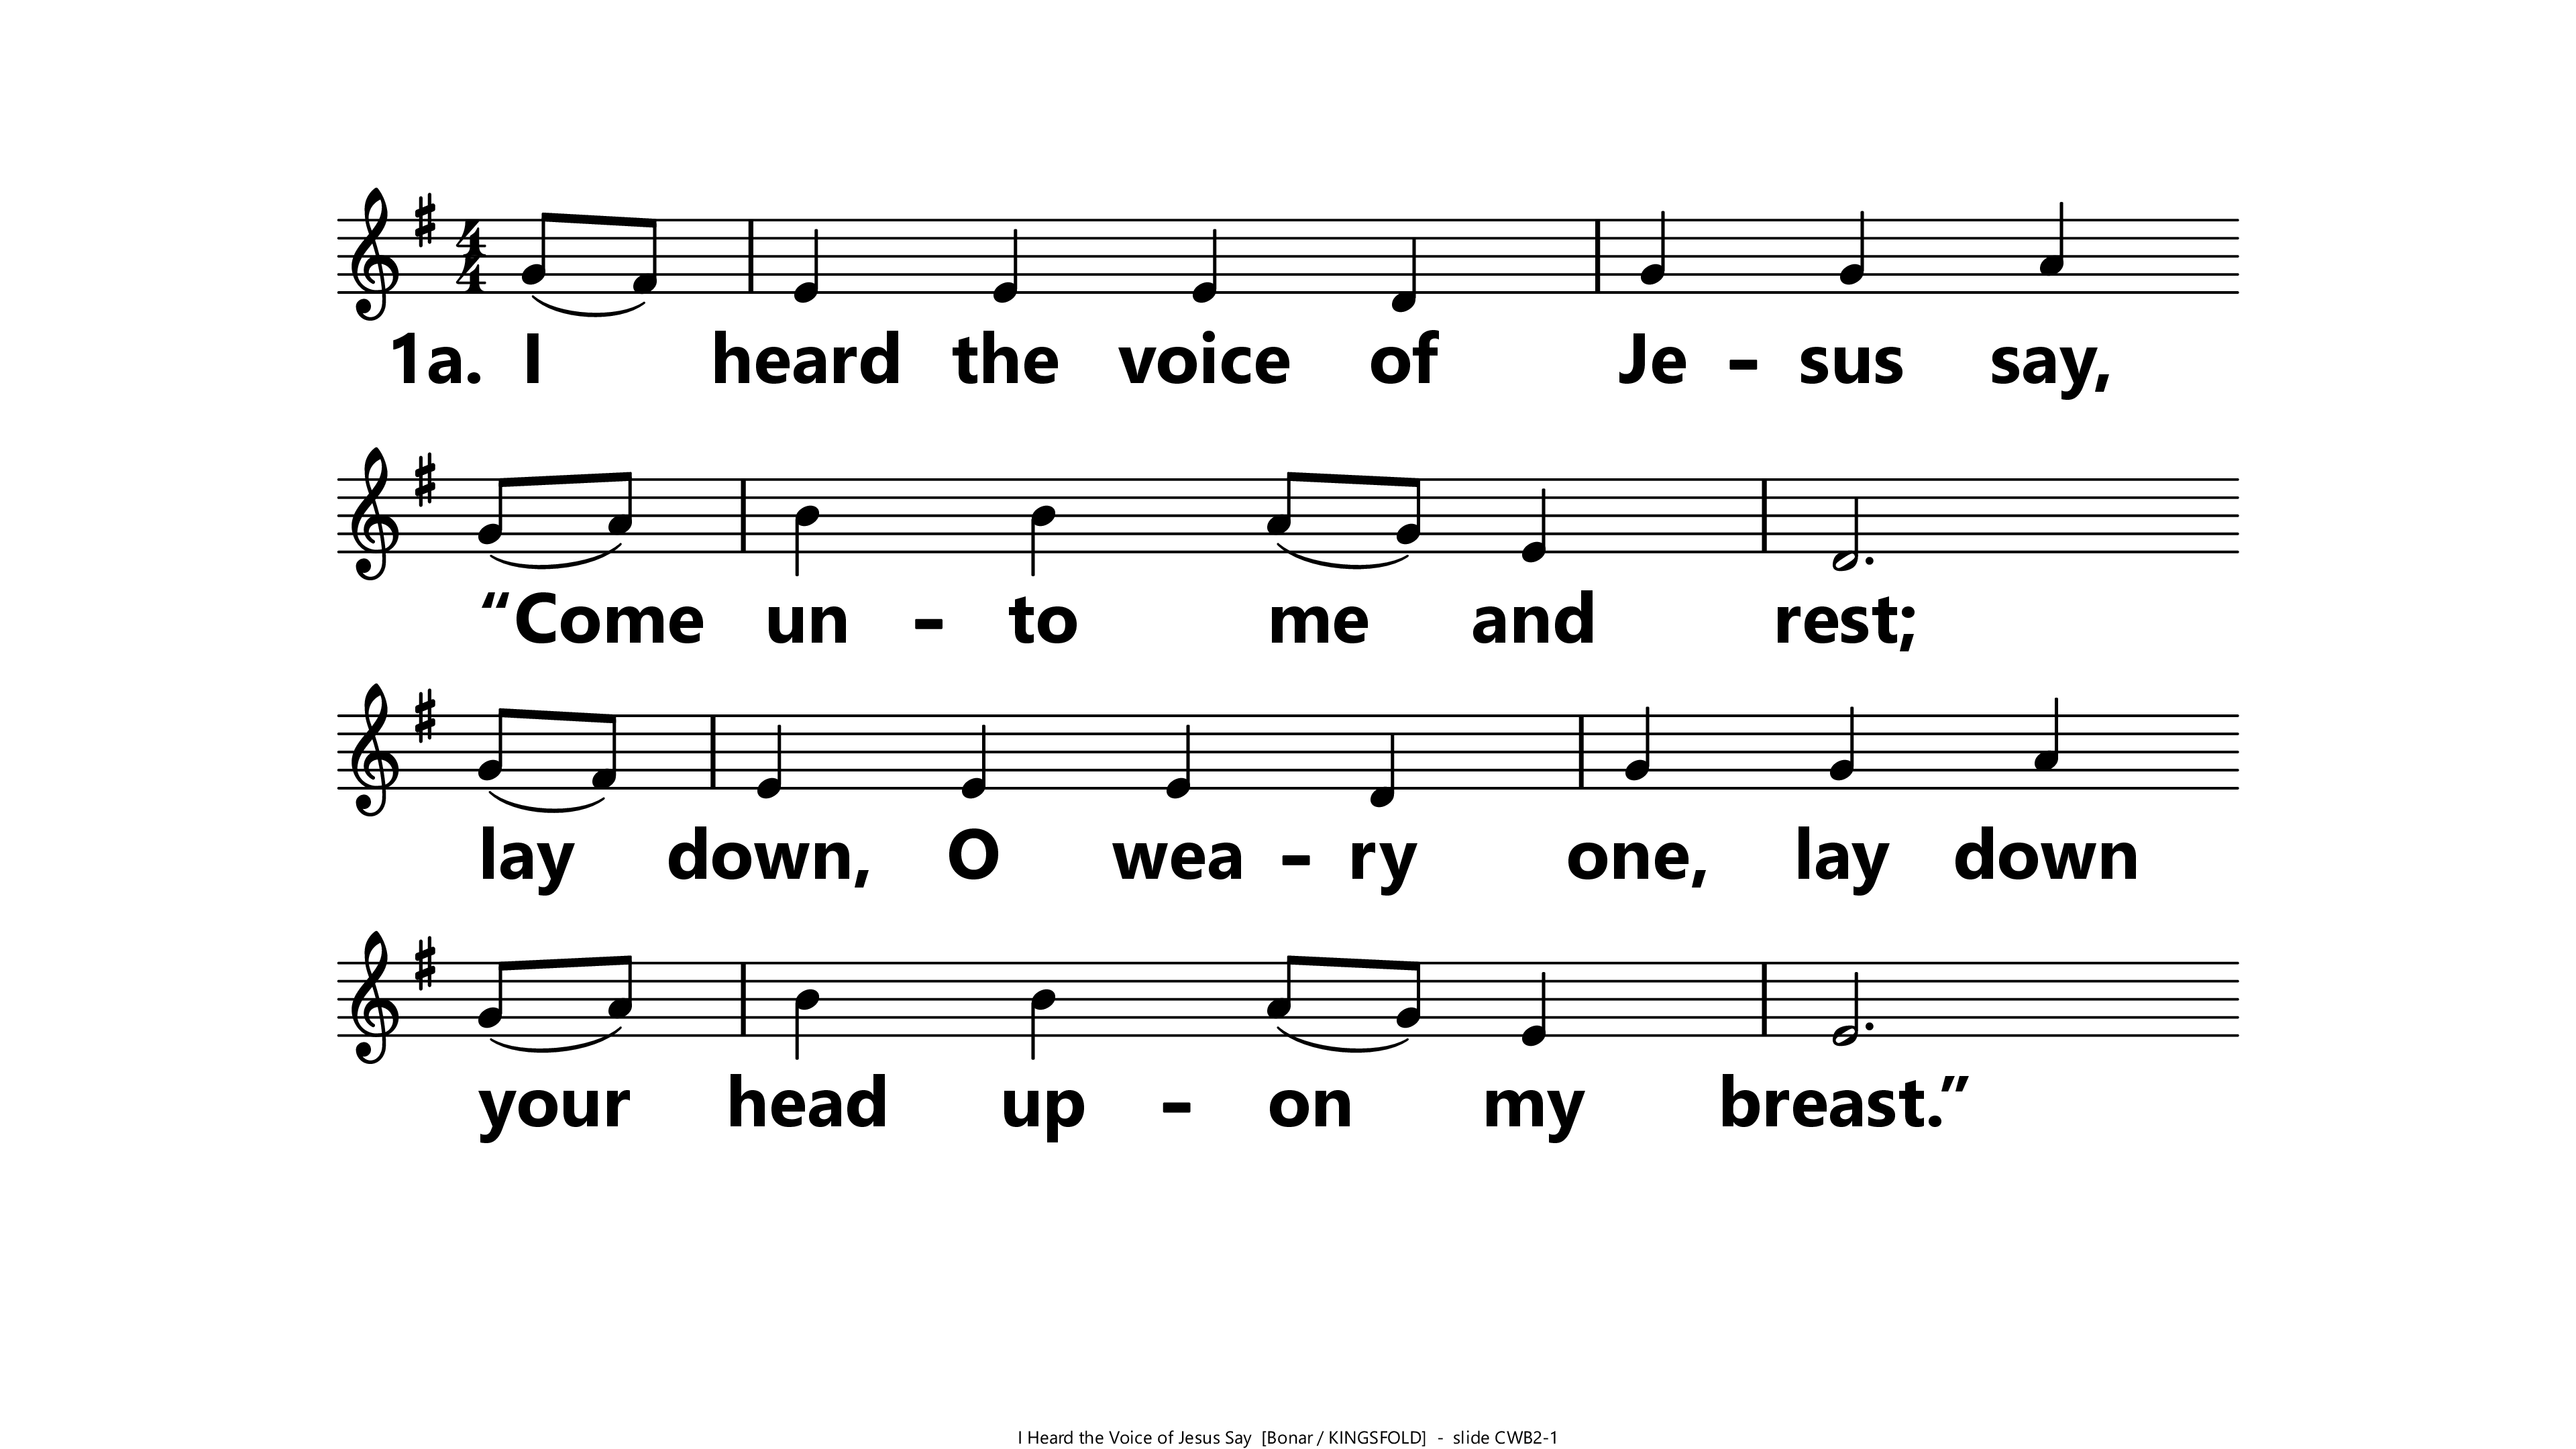 1a. I heard the voice of Je - sus say,
“Come un - to me and rest;
lay down, O wea - ry one, lay down
your head up - on my breast.”
I Heard the Voice of Jesus Say [Bonar / KINGSFOLD] - slide CWB2-1